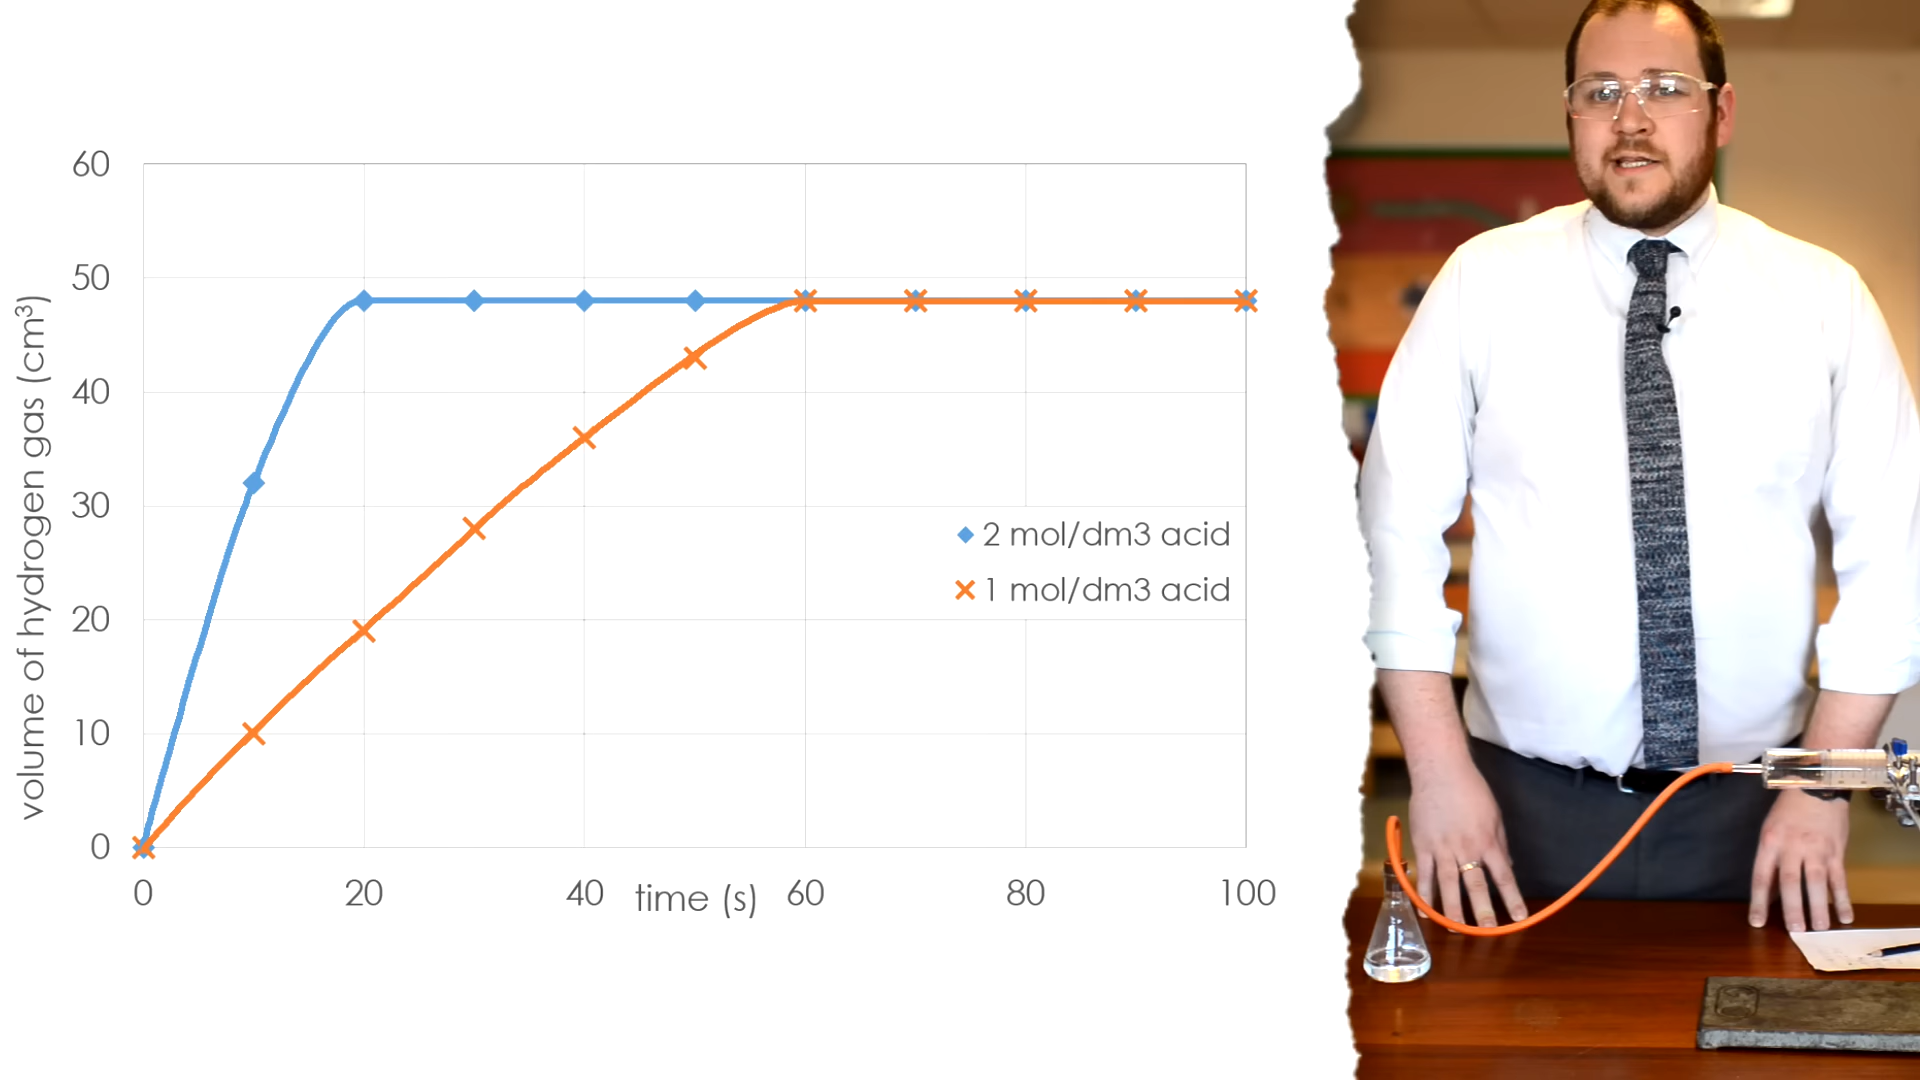 60
50
40
30
20
10
0
volume of hydrogen gas (cm³)
0 20 40 60 80 100
time (s)
2 mol/dm3 acid
1 mol/dm3 acid